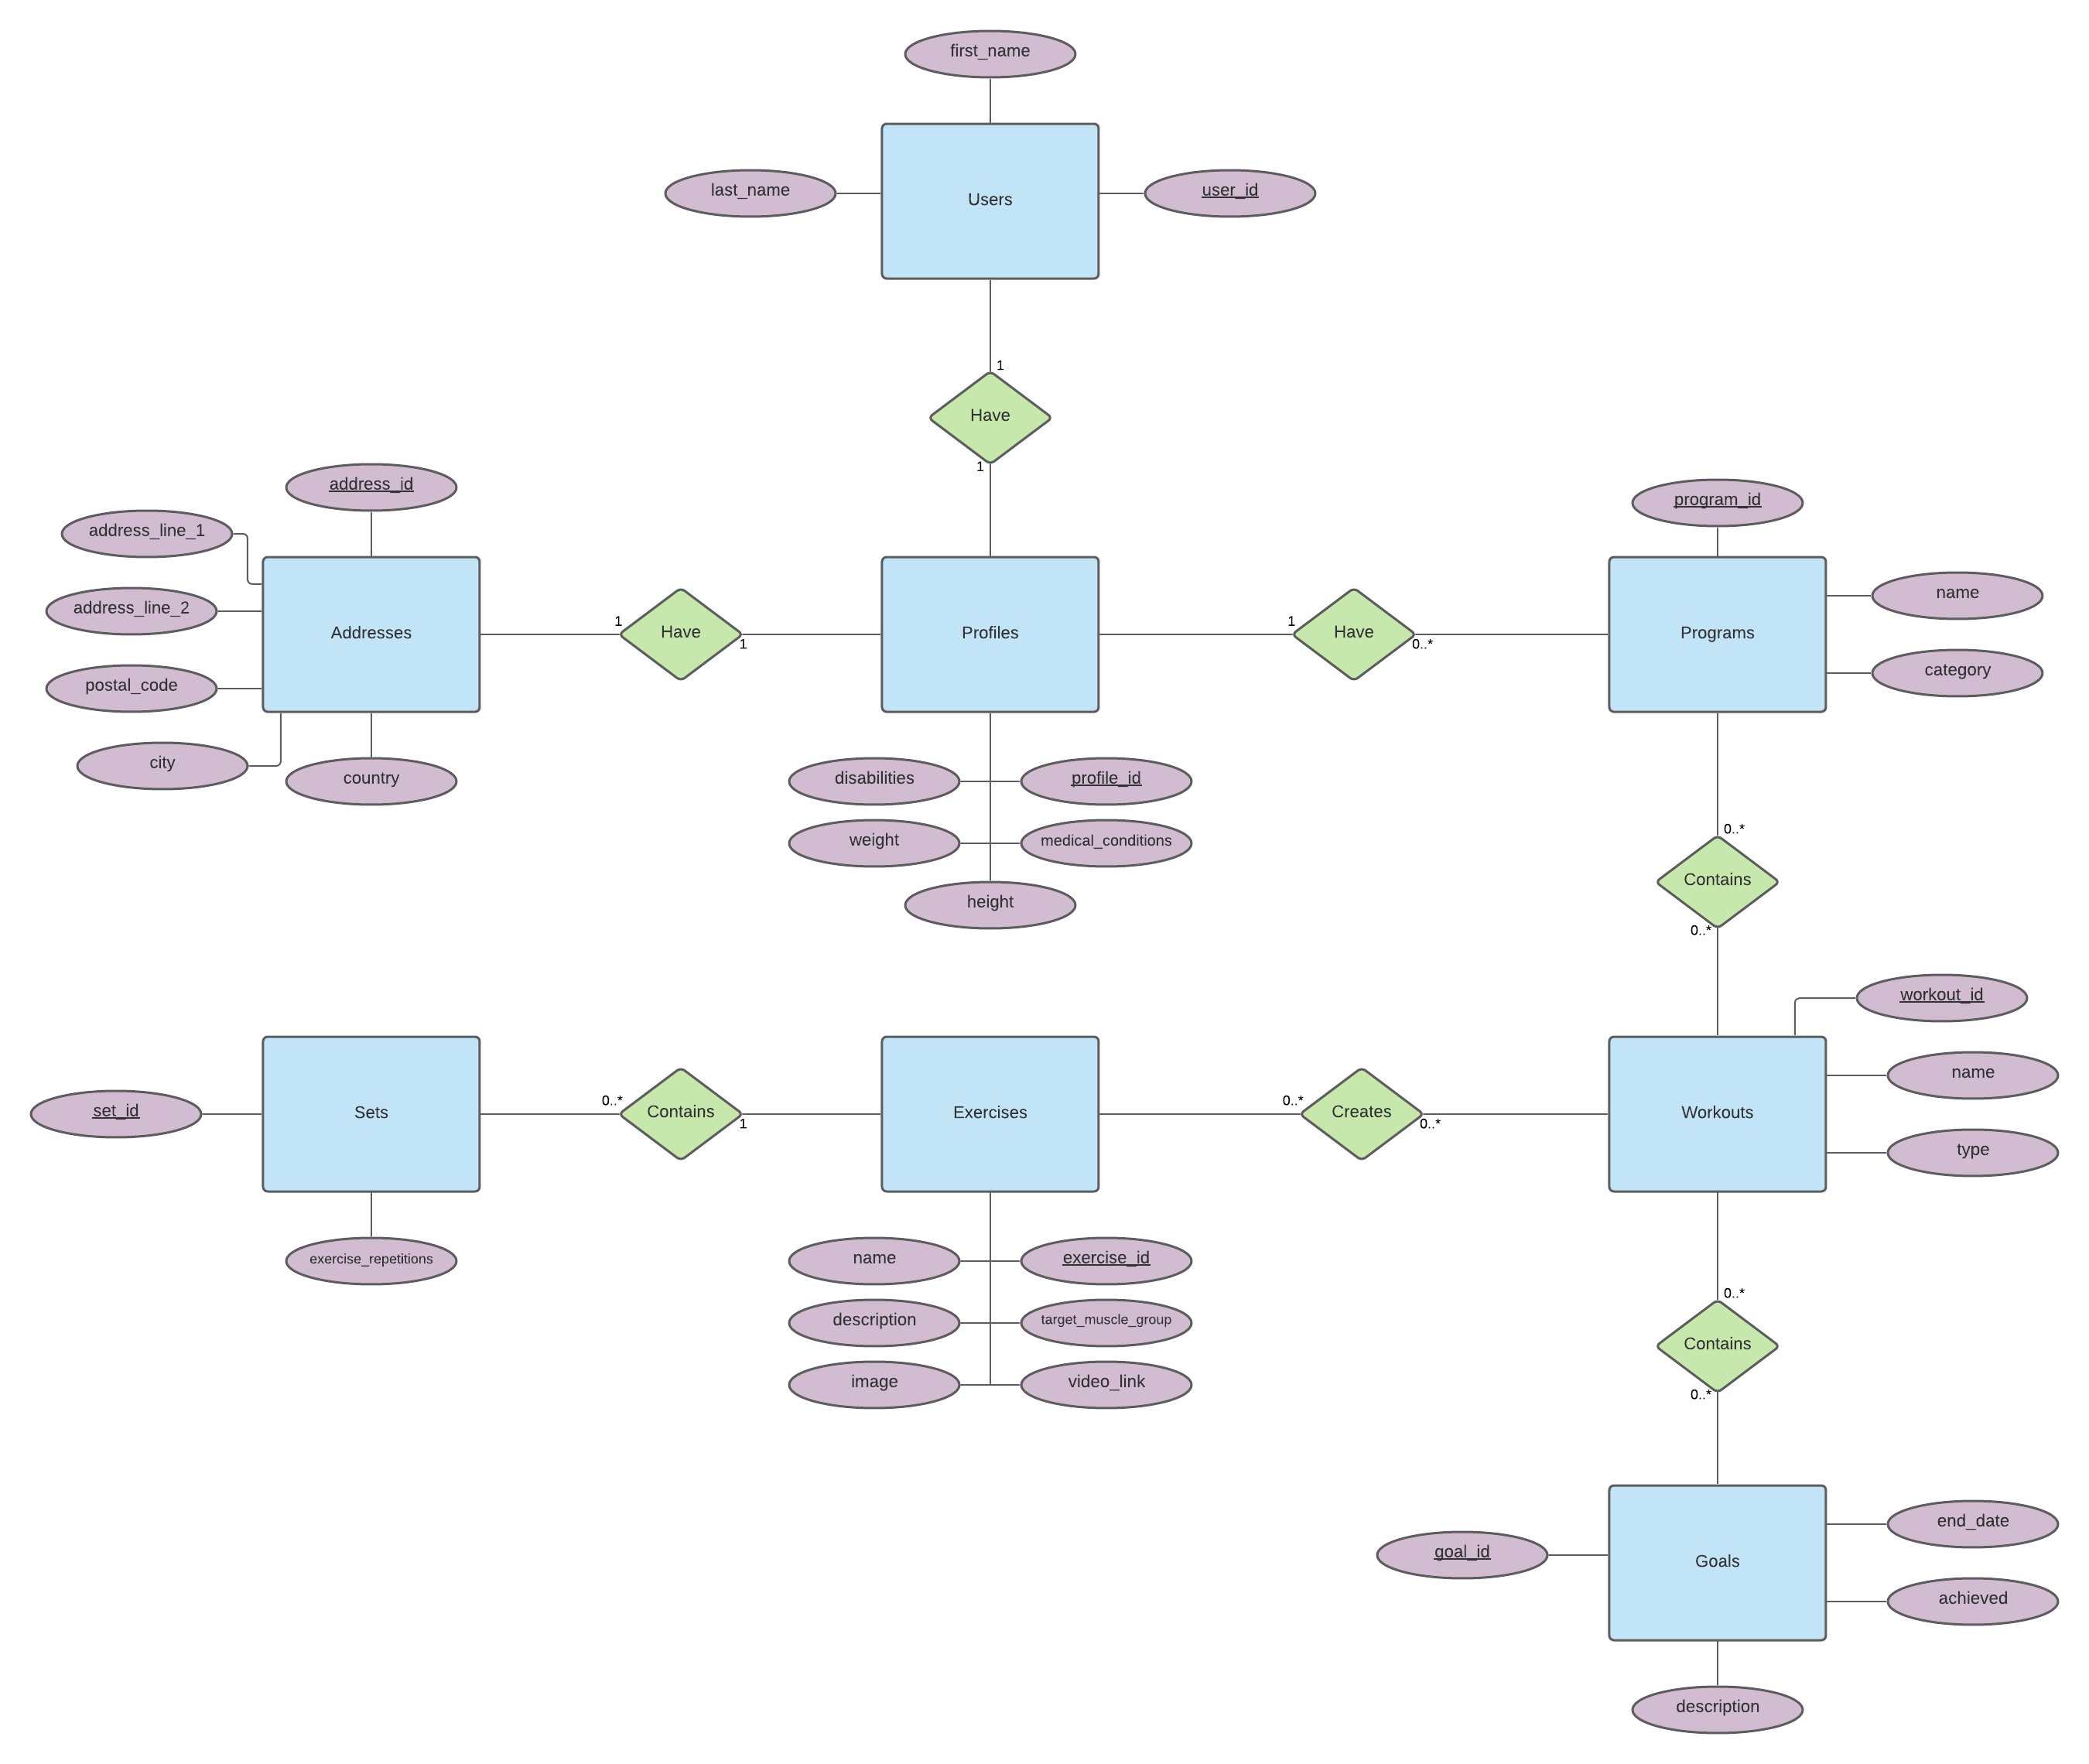 first_name
last_name
Users
user_id
1
Have
1
address_id
address_line_1
address_line_2
postal_code
city
country
Addresses
1
Have
1
Profiles
1
Have
0..*
program_id
Programs
name
category
disabilities
profile_id
weight
medical_conditions
height
0..*
Contains
0..*
workout_id
name
type
set_id
Sets
exercise_repetitions
0..*
Contains
1
Exercises
0..*
Creates
0..*
Workouts
name
exercise_id
description
target_muscle_group
image
video_link
0..*
Contains
0..*
goal_id
Goals
end_date
achieved
description